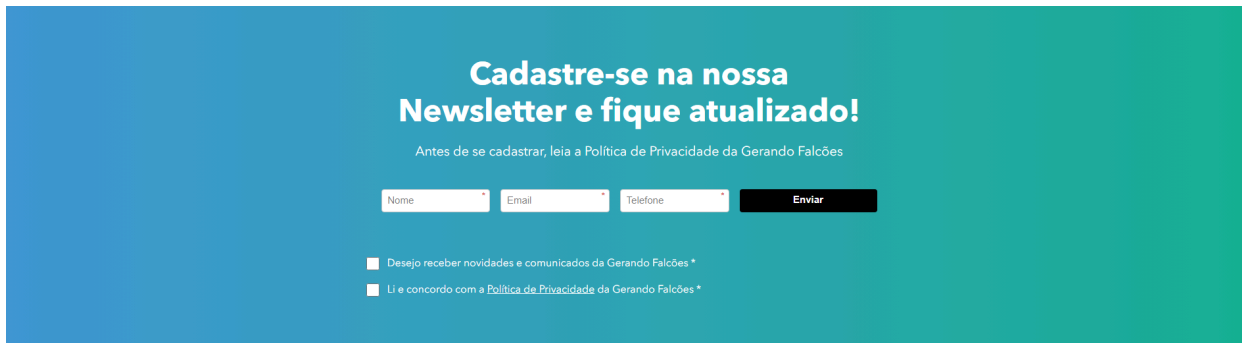 Cadastre-se na nossa
Newsletter e fique atualizado!
Antes de se cadastrar, leia a Política de Privacidade da Gerando Falcões
Nome * Email * Telefone * Enviar
Desejo receber novidades e comunicados da Gerando Falcões *
Li e concordo com a Política de Privacidade da Gerando Falcões *